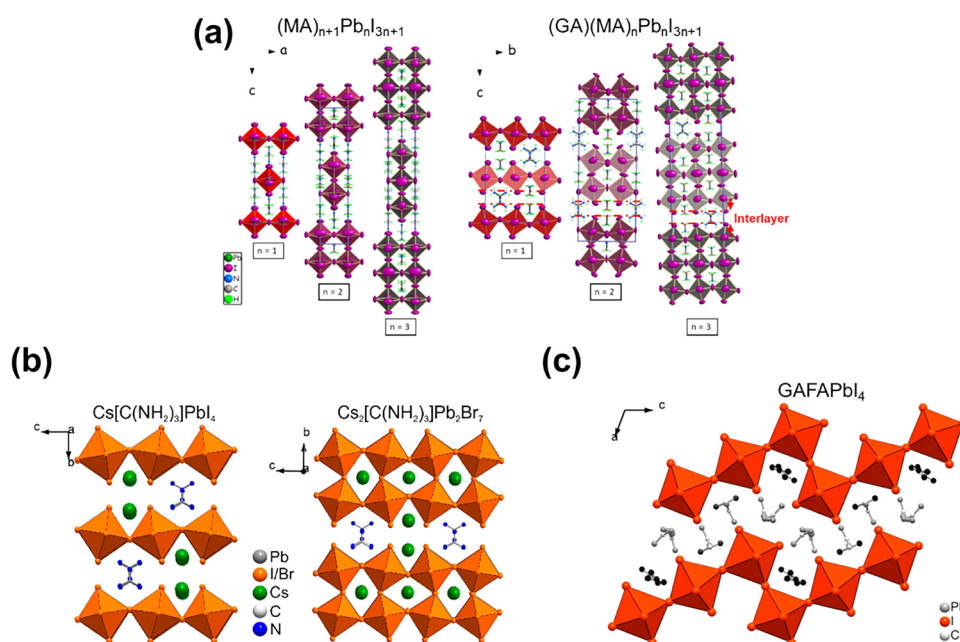 (a)
(MA)ₙ₊₁PbₙI₃ₙ₊₁
(GA)(MA)ₙPbₙI₃ₙ₊₁
a
c
b
c
n = 1
n = 2
n = 3
n = 1
n = 2
n = 3
Interlayer
Pb
I
N
C
H
(b)
Cs[C(NH₂)₃]PbI₄
Cs₂[C(NH₂)₃]Pb₂Br₇
c
a
b
b
c
a
Pb
I/Br
Cs
C
N
(c)
GAFAPbI₄
c
a
I